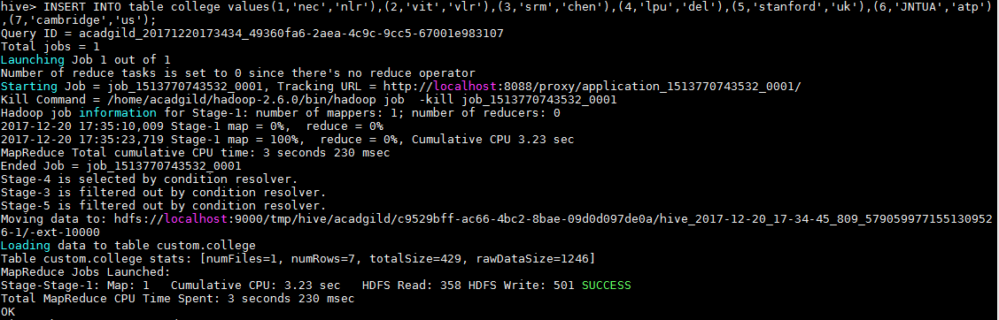 hive> INSERT INTO table college values(1,'nec','nlr'),(2,'vit','vlr'),(3,'srm','chen'),(4,'lpu','del'),(5,'stanford','uk'),(6,'JNTUA','atp')
,(7,'cambridge','us');
Query ID = acadgild_20171220173434_49360fa6-2aea-4c9c-9cc5-67001e983107
Total jobs = 1
Launching Job 1 out of 1
Number of reduce tasks is set to 0 since there's no reduce operator
Starting Job = job_1513770743532_0001, Tracking URL = http://localhost:8088/proxy/application_1513770743532_0001/
Kill Command = /home/acadgild/hadoop-2.6.0/bin/hadoop job  -kill job_1513770743532_0001
Hadoop job information for Stage-1: number of mappers: 1; number of reducers: 0
2017-12-20 17:35:10,009 Stage-1 map = 0%,  reduce = 0%
2017-12-20 17:35:23,719 Stage-1 map = 100%,  reduce = 0%, Cumulative CPU 3.23 sec
MapReduce Total cumulative CPU time: 3 seconds 230 msec
Ended Job = job_1513770743532_0001
Stage-4 is selected by condition resolver.
Stage-3 is filtered out by condition resolver.
Stage-5 is filtered out by condition resolver.
Moving data to: hdfs://localhost:9000/tmp/hive/acadgild/c9529bff-ac66-4bc2-8bae-09d0d097de0a/hive_2017-12-20_17-34-45_809_579059977155130952
6-1/-ext-10000
Loading data to table custom.college
Table custom.college stats: [numFiles=1, numRows=7, totalSize=429, rawDataSize=1246]
MapReduce Jobs Launched:
Stage-Stage-1: Map: 1   Cumulative CPU: 3.23 sec   HDFS Read: 358 HDFS Write: 501 SUCCESS
Total MapReduce CPU Time Spent: 3 seconds 230 msec
OK